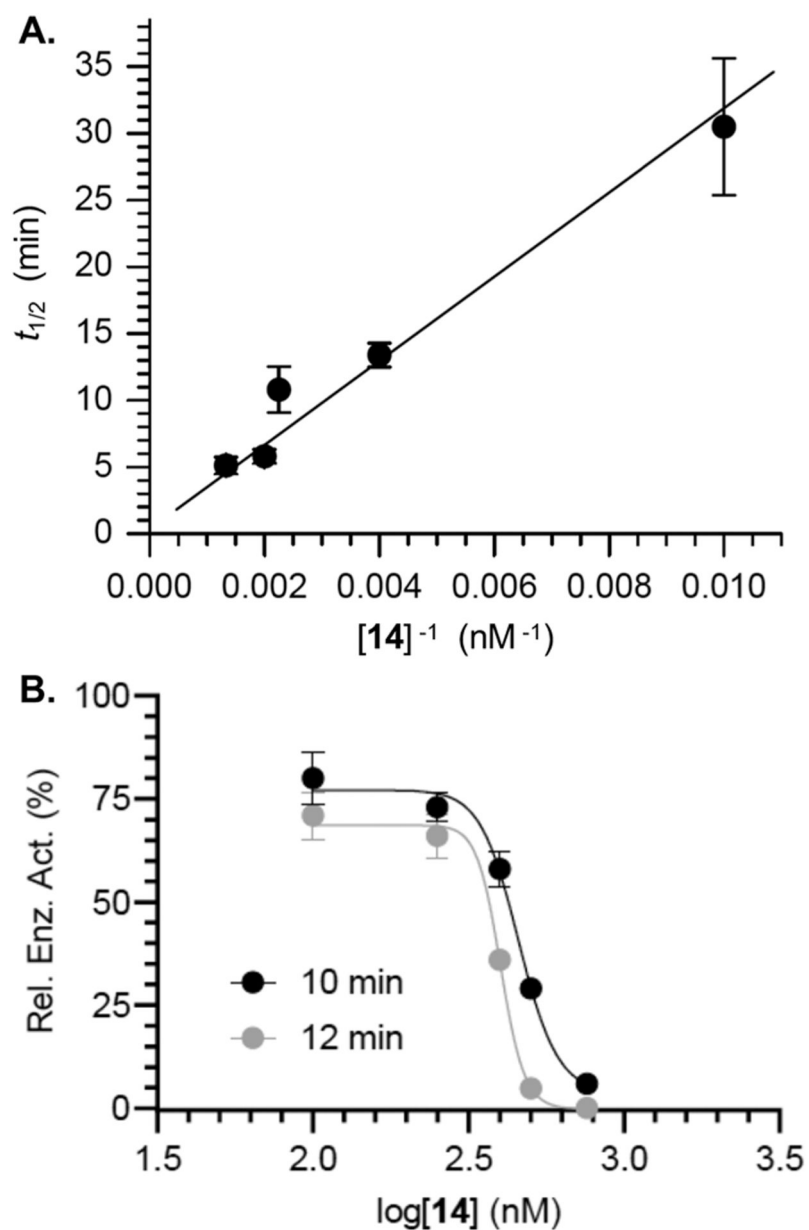 A.
35
30
25
20
15
10
5
0
t1/2 (min)
0.000 0.002 0.004 0.006 0.008 0.010
[14]-1 (nM-1)
B.
100
75
50
25
0
Rel. Enz. Act. (%)
10 min
12 min
1.5 2.0 2.5 3.0 3.5
log[14] (nM)